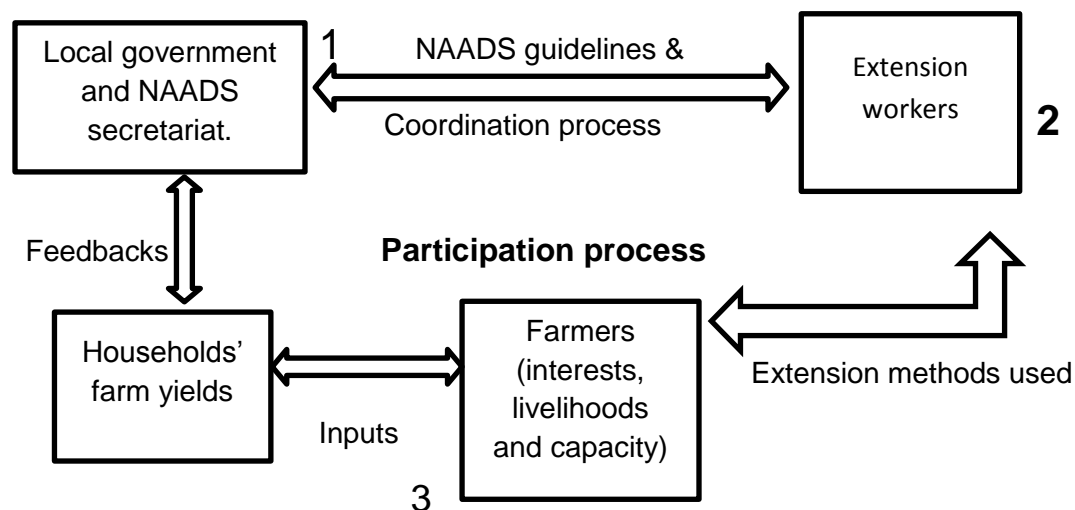 Local government
and NAADS
secretariat.
1
NAADS guidelines &
Coordination process
Extension
workers
2
Feedbacks
Participation process
Households’
farm yields
Inputs
Farmers
(interests,
livelihoods
and capacity)
Extension methods used
3